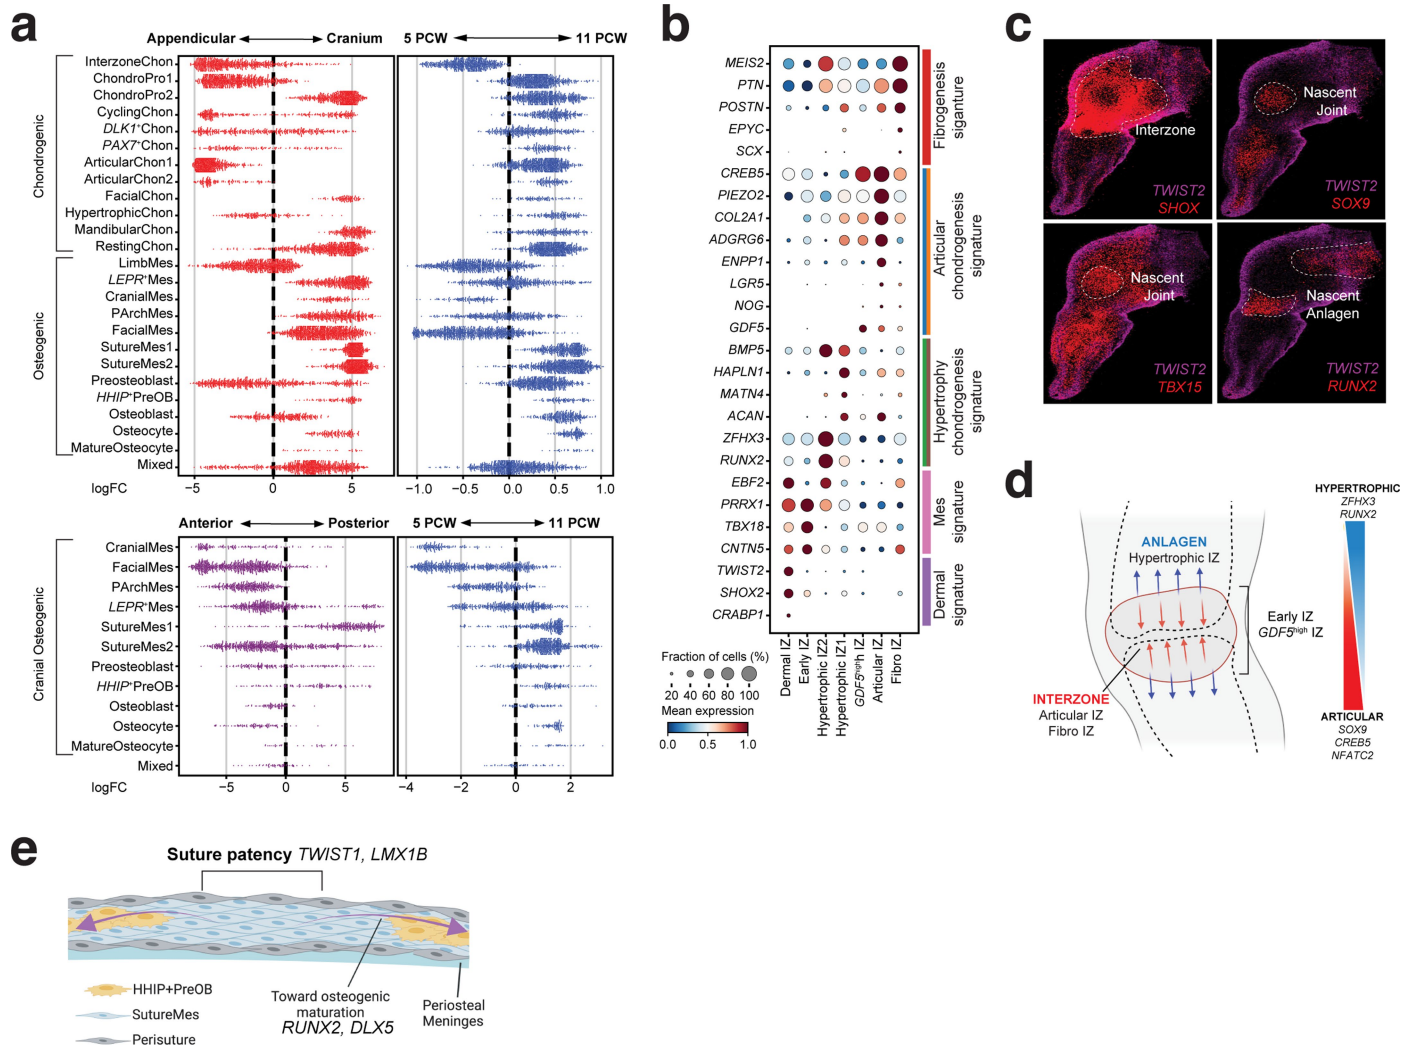 a
Appendicular
Cranium
5 PCW
11 PCW
Chondrogenic
InterzoneChon
ChondroPro1
ChondroPro2
CyclingChon
DLK1+Chon
PAX7+Chon
ArticularChon1
ArticularChon2
FacialChon
HypertrophicChon
MandibularChon
RestingChon
Osteogenic
LimbMes
LEPR+Mes
CranialMes
PArchMes
FacialMes
SutureMes1
SutureMes2
Preosteoblast
HHIP+PreOB
Osteoblast
Osteocyte
MatureOsteocyte
Mixed
logFC
−5 0 5
−1.0 −0.5 0.0 0.5 1.0
Anterior
Posterior
5 PCW
11 PCW
Cranial Osteogenic
CranialMes
FacialMes
PArchMes
LEPR+Mes
SutureMes1
SutureMes2
Preosteoblast
HHIP+PreOB
Osteoblast
Osteocyte
MatureOsteocyte
Mixed
logFC
−5 0 5
−4 −2 0 2
b
MEIS2
PTN
POSTN
EPYC
SCX
CREB5
PIEZO2
COL2A1
ADGRG6
ENPP1
LGR5
NOG
GDF5
BMP5
HAPLN1
MATN4
ACAN
ZFHX3
RUNX2
EBF2
PRRX1
TBX18
CNTN5
TWIST2
SHOX2
CRABP1
Fibrogenesis
siganture
Articular
chondrogenesis
signature
Hypertrophy
chondrogenesis
signature
Mes
signature
Dermal
signature
Dermal IZ
Early IZ
Hypertrophic IZ2
Hypertrophic IZ1
GDF5highh IZ
Articular IZ
Fibro IZ
Fraction of cells (%)
20 40 60 80 100
Mean expression
0.0 0.5 1.0
c
Interzone
TWIST2
SHOX
Nascent
Joint
TWIST2
SOX9
Nascent
Joint
TWIST2
TBX15
Nascent
Anlagen
TWIST2
RUNX2
d
HYPERTROPHIC
ZFHX3
RUNX2
ANLAGEN
Hypertrophic IZ
Early IZ
GDF5high IZ
INTERZONE
Articular IZ
Fibro IZ
ARTICULAR
SOX9
CREB5
NFATC2
e
Suture patency TWIST1, LMX1B
HHIP+PreOB
SutureMes
Perisuture
Toward osteogenic
maturation
RUNX2, DLX5
Periosteal
Meninges